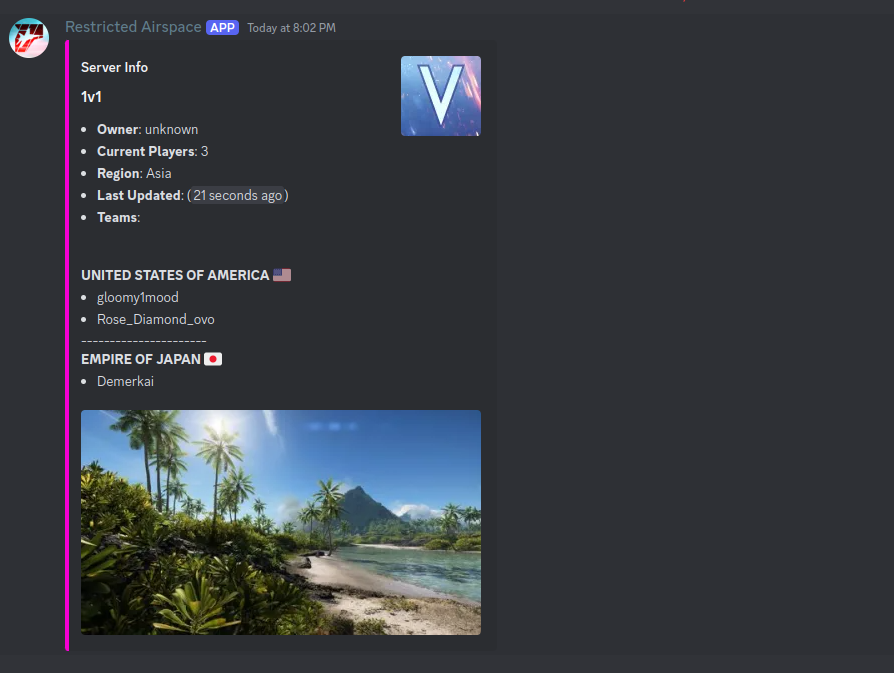 Restricted Airspace APP Today at 8:02 PM
Server Info
V
1v1
Owner: unknown
Current Players: 3
Region: Asia
Last Updated: (21 seconds ago)
Teams:
UNITED STATES OF AMERICA
gloomy1mood
Rose_Diamond_ovo
----------------------
EMPIRE OF JAPAN
Demerkai